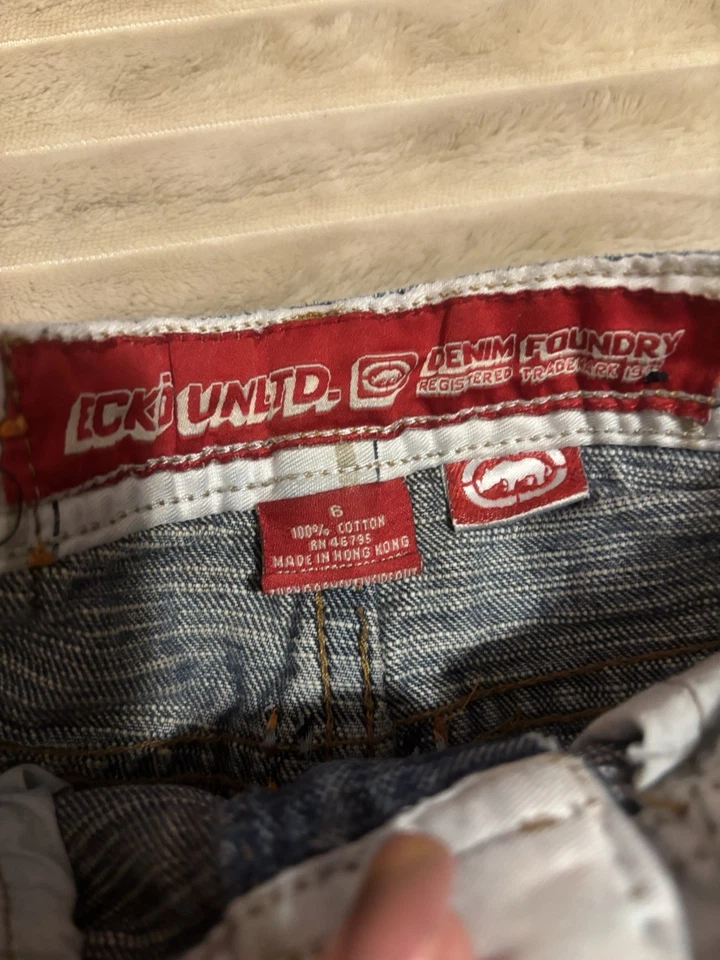 ECKŌ UNLTD.
DENIM FOUNDRY
REGISTERED TRADEMARK
6
100% COTTON
RN 46795
MADE IN HONG KONG